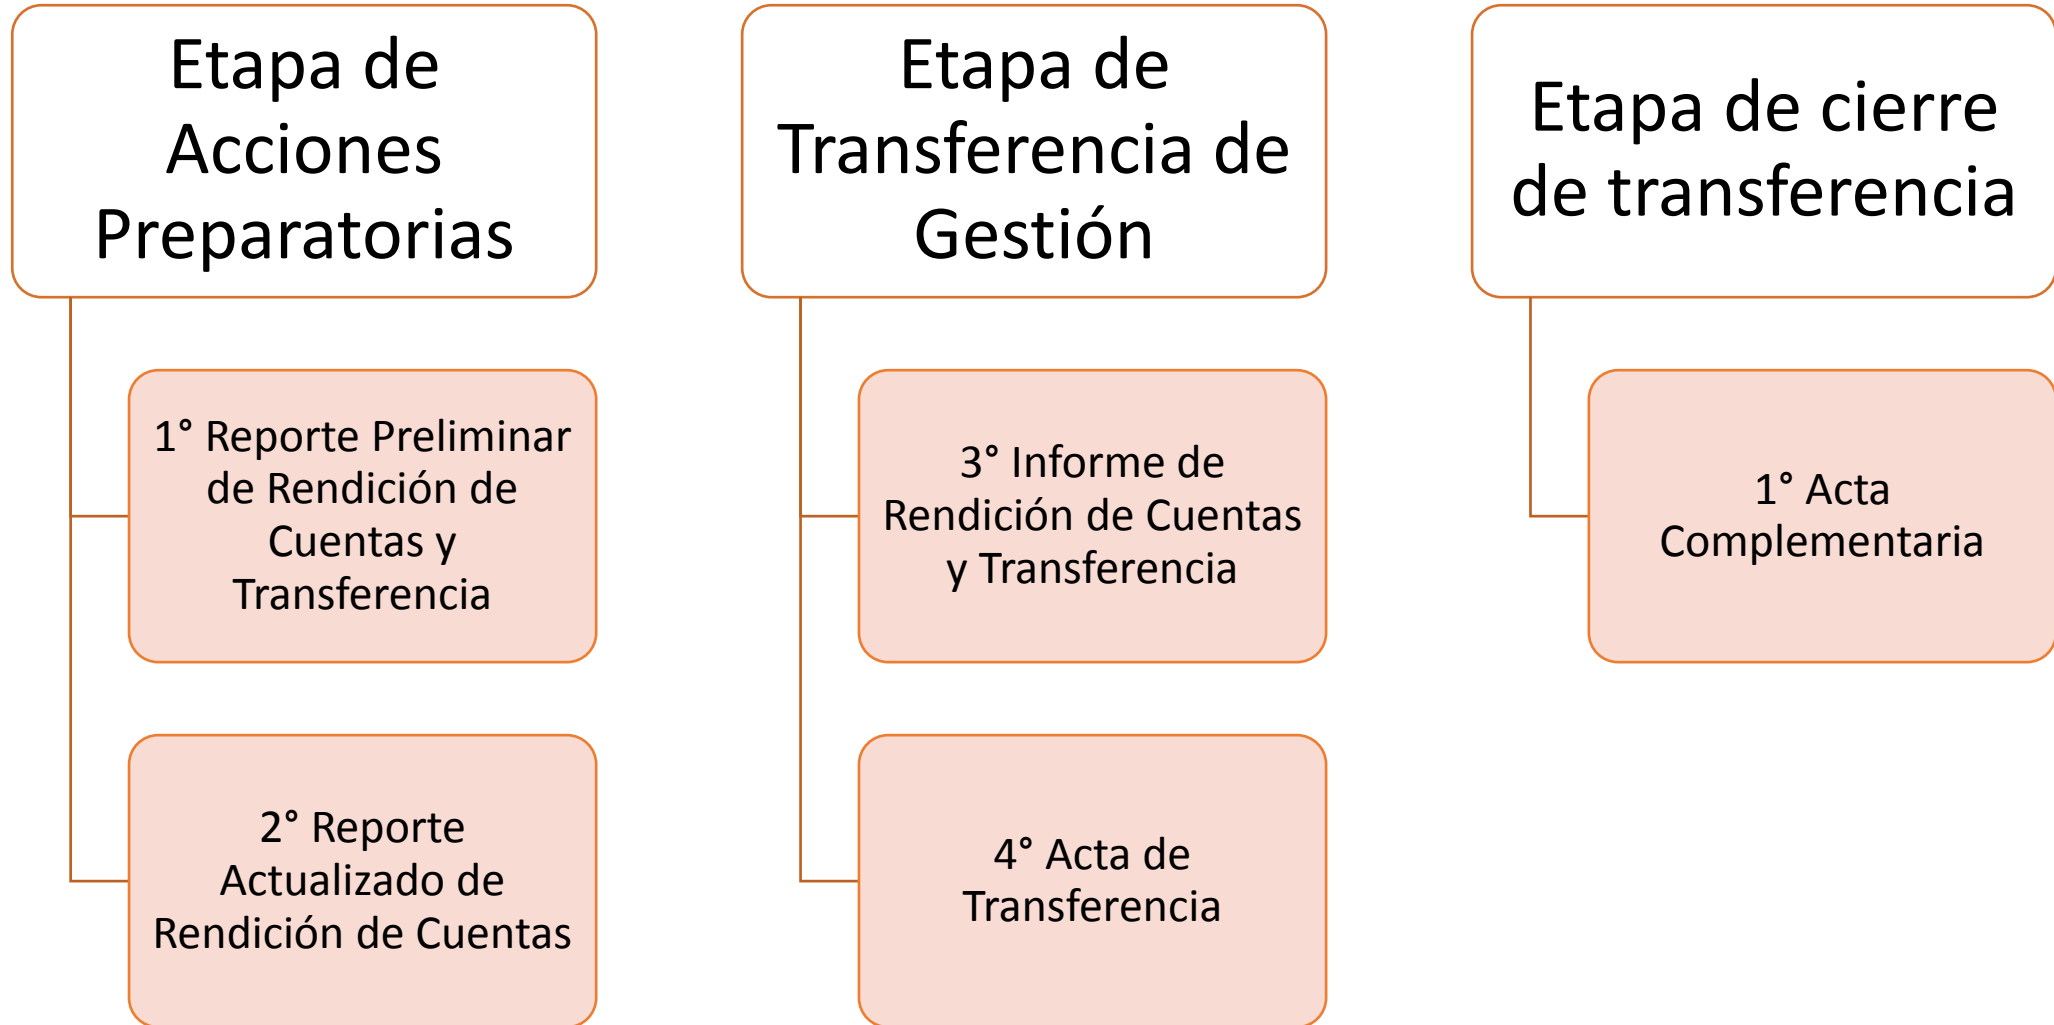 Etapa de
Acciones
Preparatorias
1° Reporte Preliminar
de Rendición de
Cuentas y
Transferencia
2° Reporte
Actualizado de
Rendición de Cuentas
Etapa de
Transferencia de
Gestión
3° Informe de
Rendición de Cuentas
y Transferencia
4° Acta de
Transferencia
Etapa de cierre
de transferencia
1° Acta
Complementaria